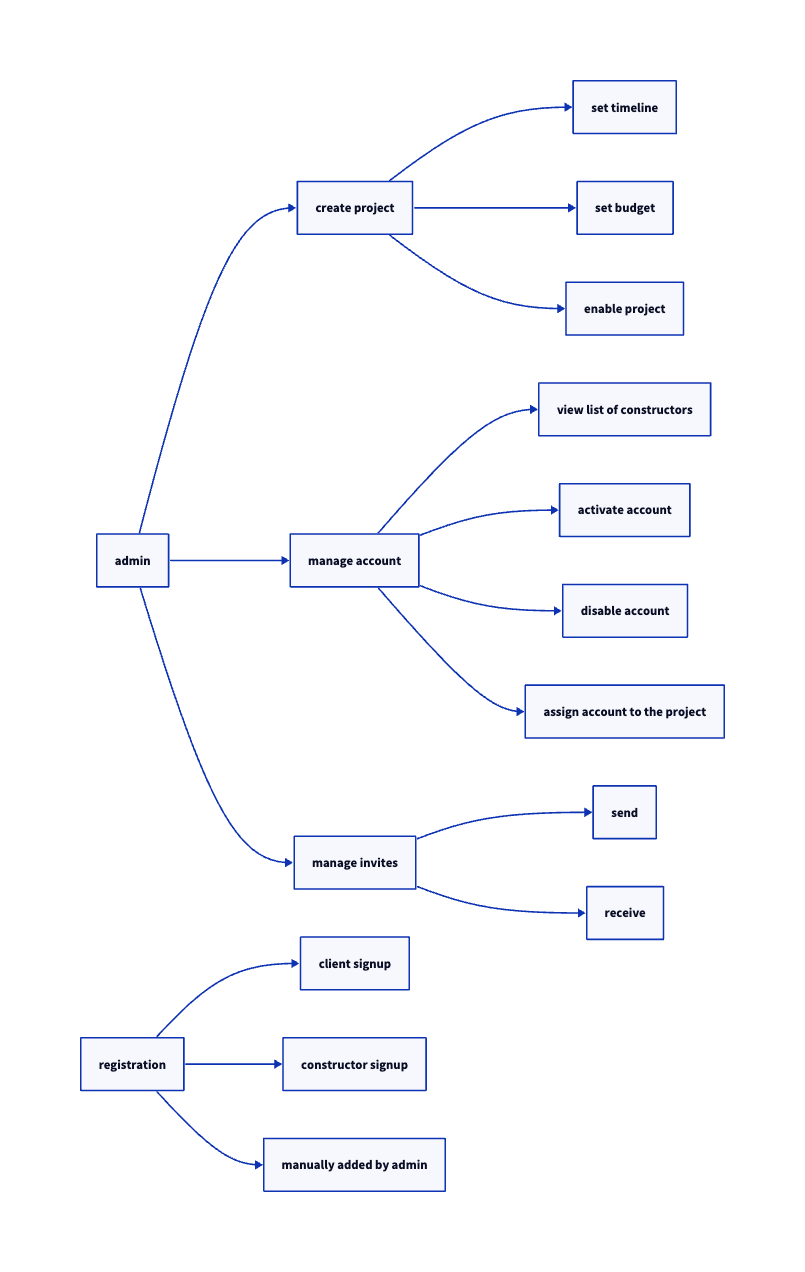 set timeline
create project
set budget
enable project
view list of constructors
activate account
admin
manage account
disable account
assign account to the project
send
manage invites
receive
client signup
registration
constructor signup
manually added by admin